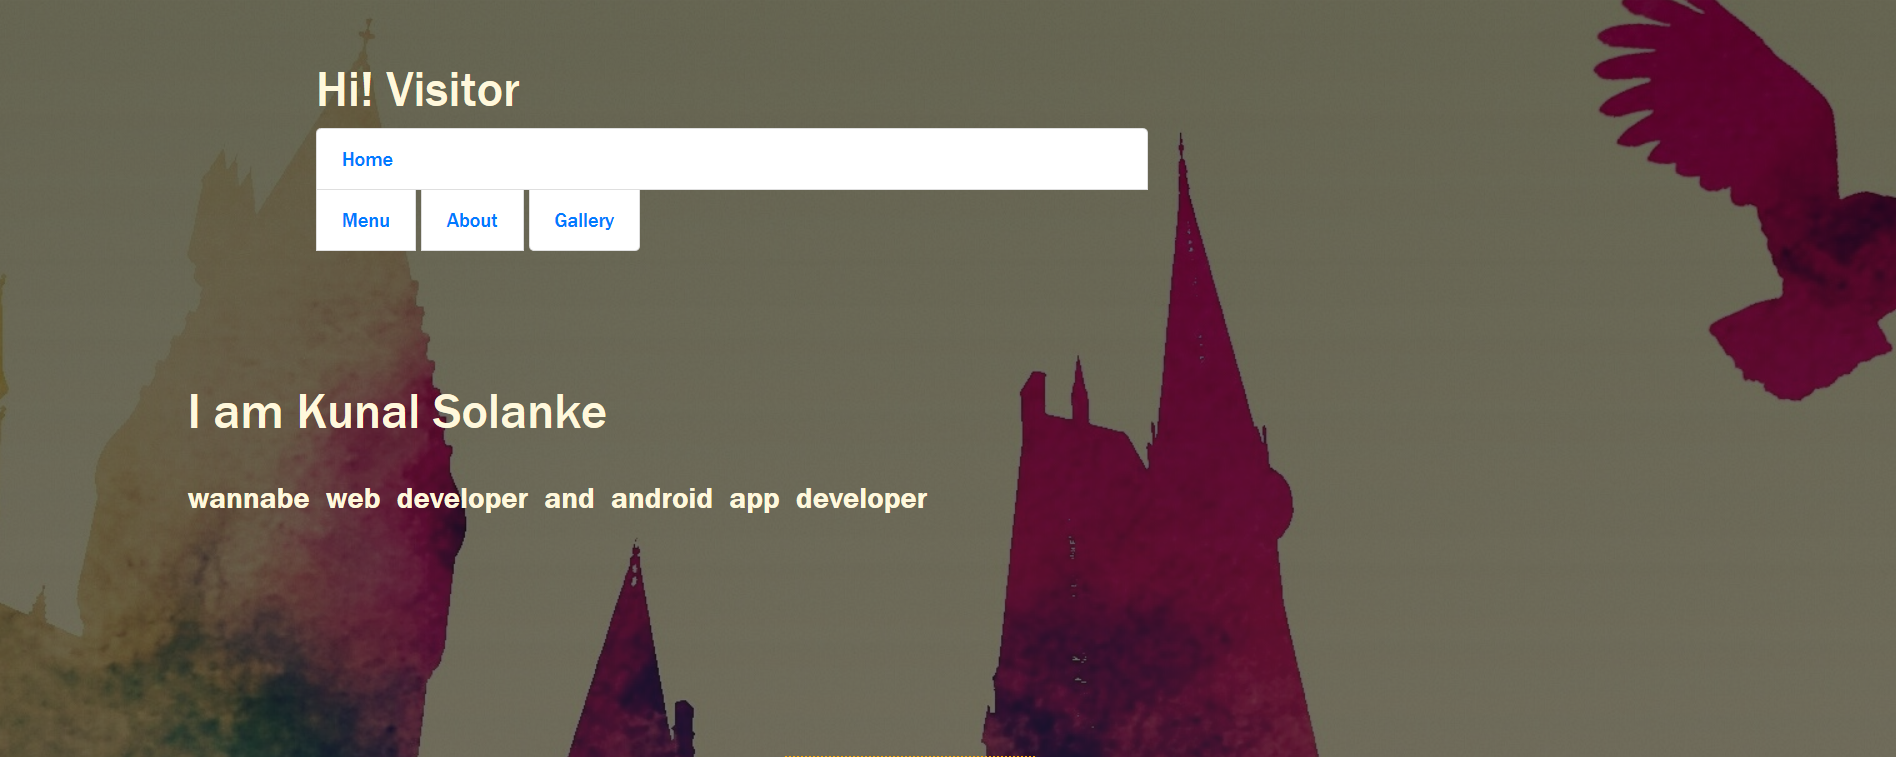 Hi! Visitor
Home
Menu About Gallery
I am Kunal Solanke
wannabe web developer and android app developer